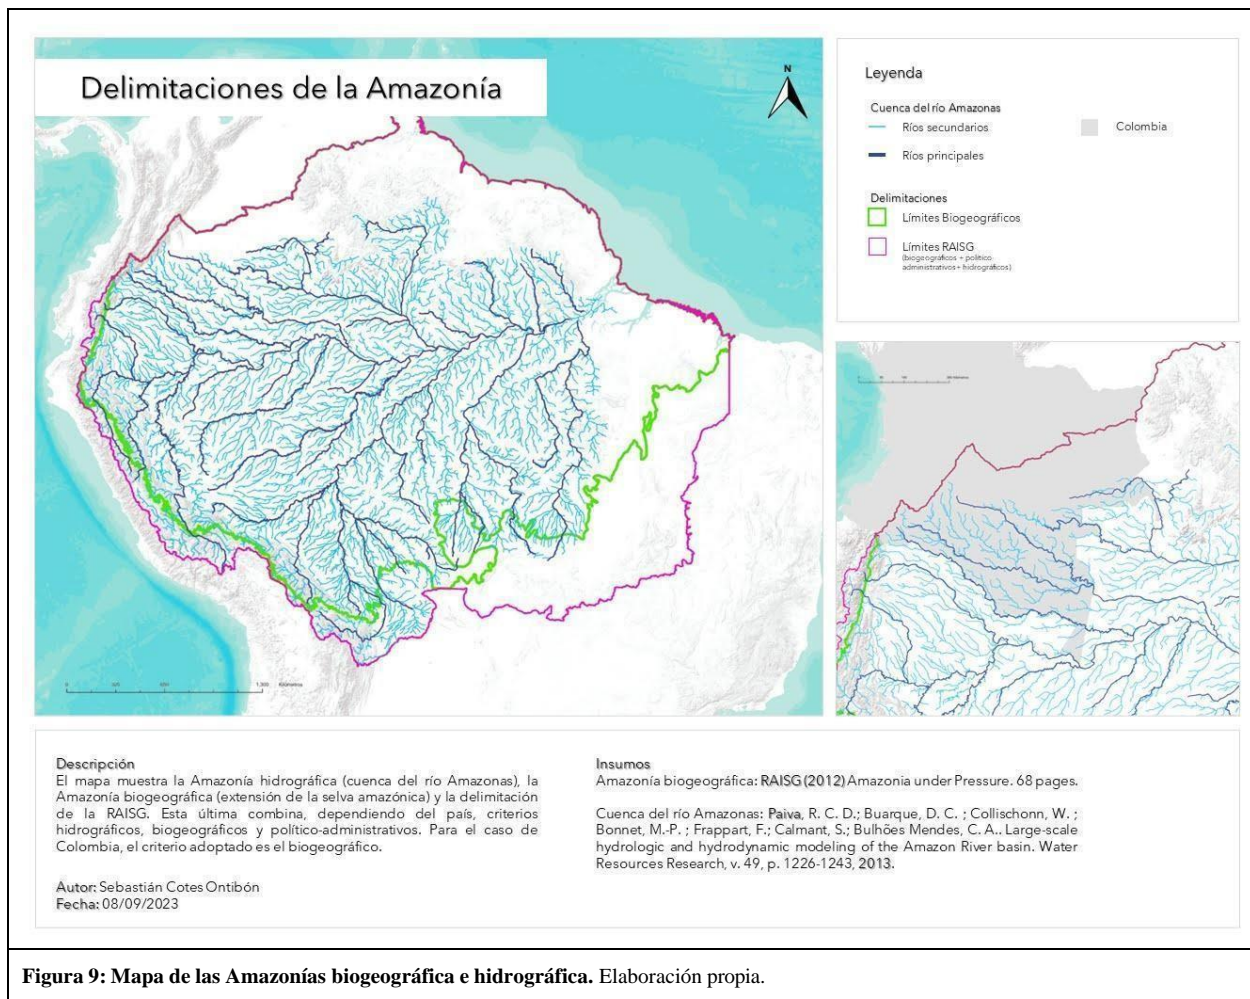 Delimitaciones de la Amazonía
N
Leyenda
Cuenca del río Amazonas
Ríos secundarios
Colombia
Ríos principales
Delimitaciones
Límites Biogeográficos
Límites RAISG
(biogeográficos + político
administrativos+ hidrográficos)
Descripción
El mapa muestra la Amazonía hidrográfica (cuenca del río Amazonas), la
Amazonía biogeográfica (extensión de la selva amazónica) y la delimitación
de la RAISG. Esta última combina, dependiendo del país, criterios
hidrográficos, biogeográficos y político-administrativos. Para el caso de
Colombia, el criterio adoptado es el biogeográfico.
Autor: Sebastián Cotes Ontibón
Fecha: 08/09/2023
Insumos
Amazonía biogeográfica: RAISG (2012) Amazonia under Pressure. 68 pages.
Cuenca del río Amazonas: Paiva, R. C. D.; Buarque, D. C. ; Collischonn, W. ;
Bonnet, M.-P. ; Frappart, F.; Calmant, S.; Bulhões Mendes, C. A.. Large-scale
hydrologic and hydrodynamic modeling of the Amazon River basin. Water
Resources Research, v. 49, p. 1226-1243, 2013.
Figura 9: Mapa de las Amazonías biogeográfica e hidrográfica. Elaboración propia.